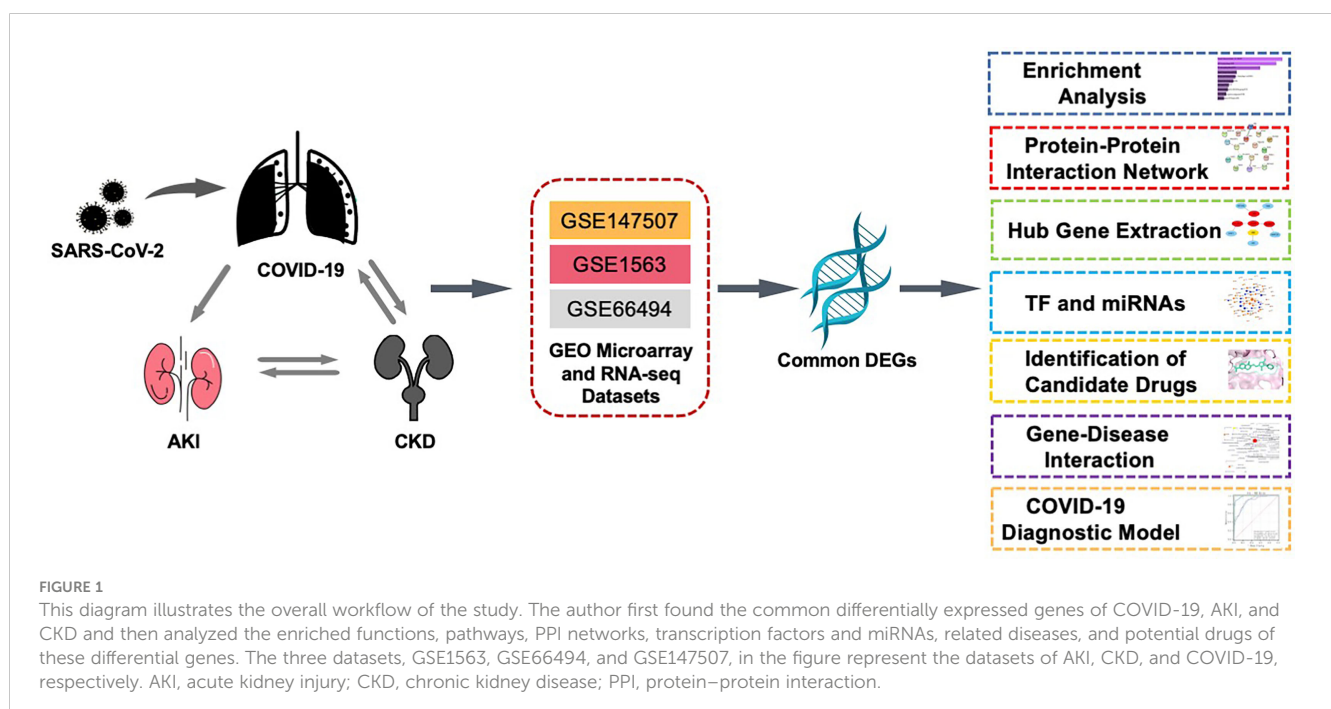 SARS-CoV-2
COVID-19
AKI
CKD
GSE147507
GSE1563
GSE66494
GEO Microarray
and RNA-seq
Datasets
Common DEGs
Enrichment
Analysis
Protein-Protein
Interaction Network
Hub Gene Extraction
TF and miRNAs
Identification of
Candidate Drugs
Gene-Disease
Interaction
COVID-19
Diagnostic Model
FIGURE 1
This diagram illustrates the overall workflow of the study. The author first found the common differentially expressed genes of COVID-19, AKI, and
CKD and then analyzed the enriched functions, pathways, PPI networks, transcription factors and miRNAs, related diseases, and potential drugs of
these differential genes. The three datasets, GSE1563, GSE66494, and GSE147507, in the figure represent the datasets of AKI, CKD, and COVID-19,
respectively. AKI, acute kidney injury; CKD, chronic kidney disease; PPI, protein–protein interaction.